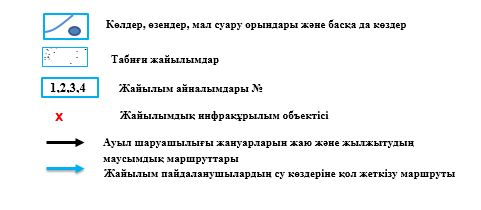 Көлдер, өзендер, мал суару орындары және басқа да көздер
Табиғи жайылымдар
1,2,3,4 Жайылым айналымдары №
х Жайылымдық инфрақұрылым объектісі
Ауыл шаруашылығы жануарларын жаю және жылжытудың
маусымдық маршруттары
Жайылым пайдаланушылардың су көздеріне қол жеткізу маршруты